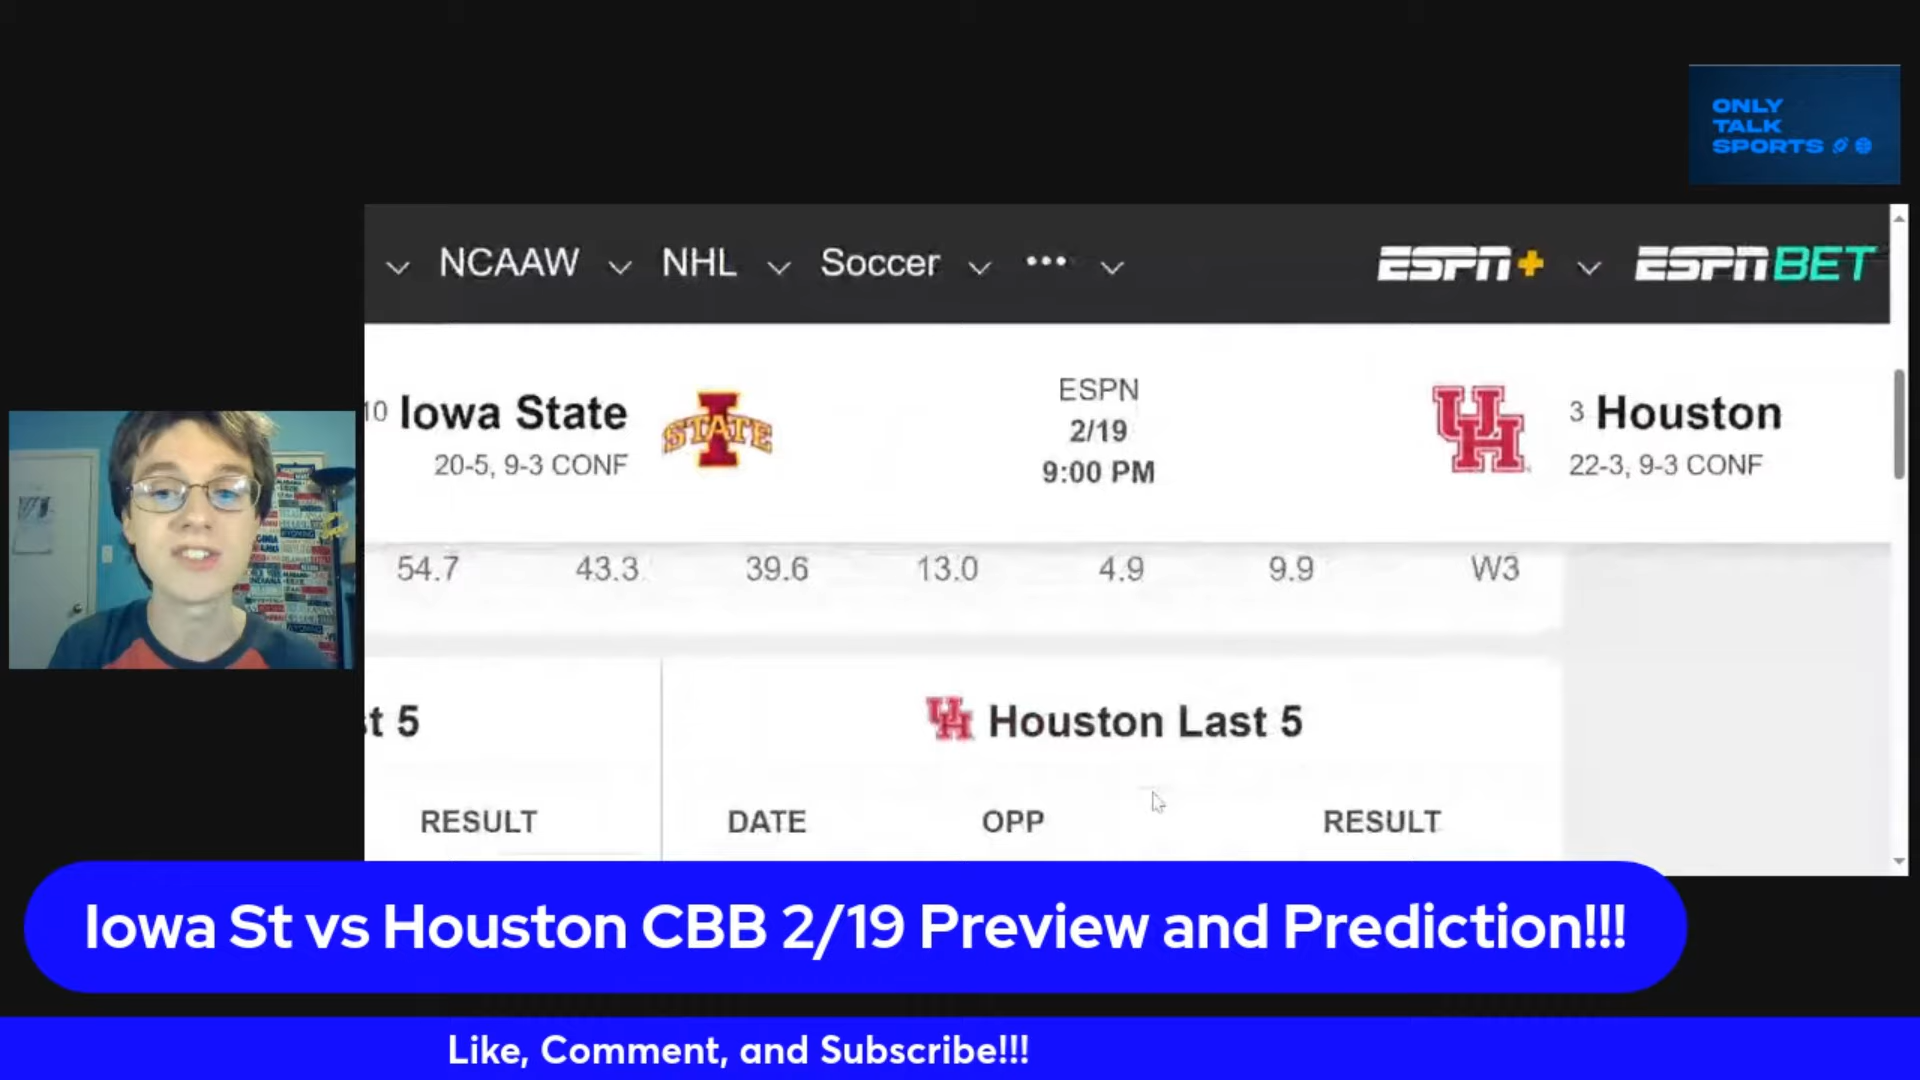 ONLY
TALK
SPORTS
NCAAW NHL Soccer ••• ESPN+ ESPN BET
10 Iowa State
20-5, 9-3 CONF
STATE
ESPN
2/19
9:00 PM
UH
3 Houston
22-3, 9-3 CONF
54.7 43.3 39.6 13.0 4.9 9.9 W3
st 5
UH Houston Last 5
RESULT DATE OPP RESULT
Iowa St vs Houston CBB 2/19 Preview and Prediction!!!
Like, Comment, and Subscribe!!!